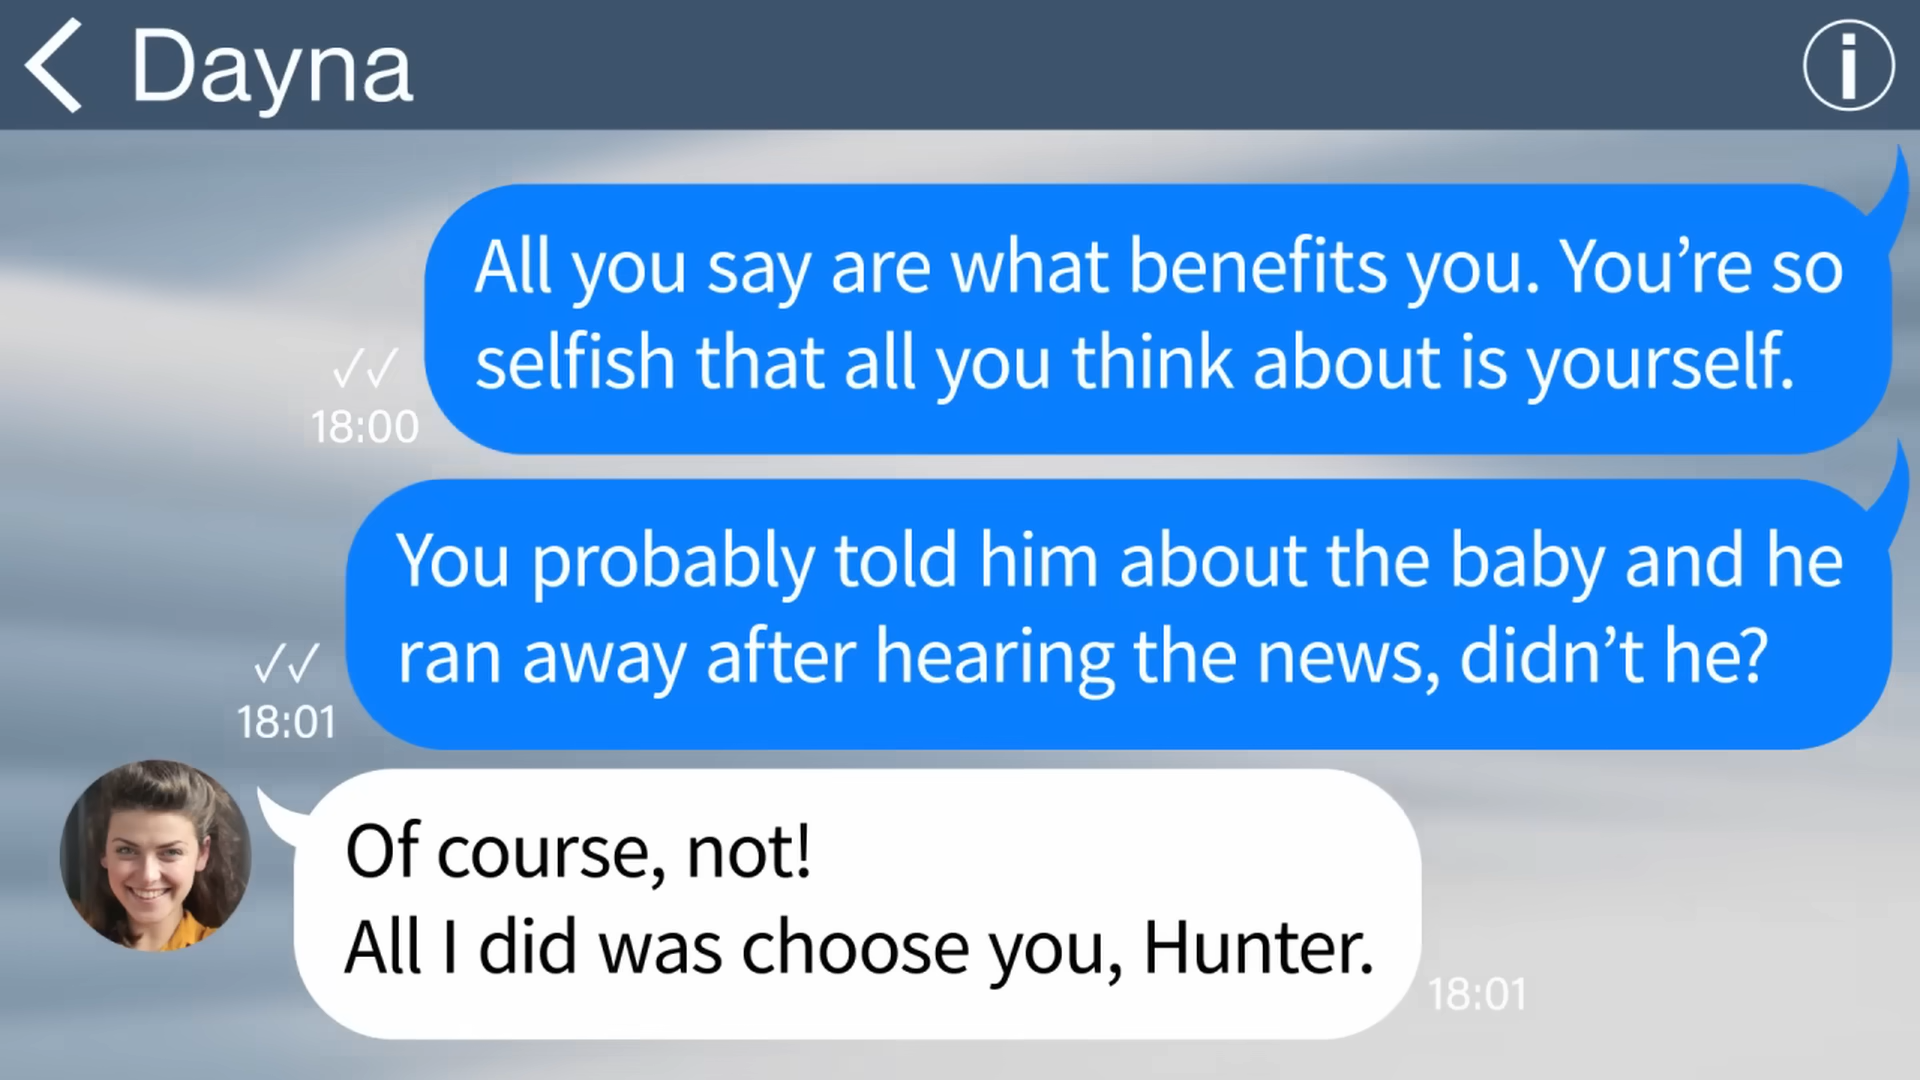 Dayna
All you say are what benefits you. You’re so
selfish that all you think about is yourself.
18:00
You probably told him about the baby and he
ran away after hearing the news, didn’t he?
18:01
Of course, not!
All I did was choose you, Hunter.
18:01